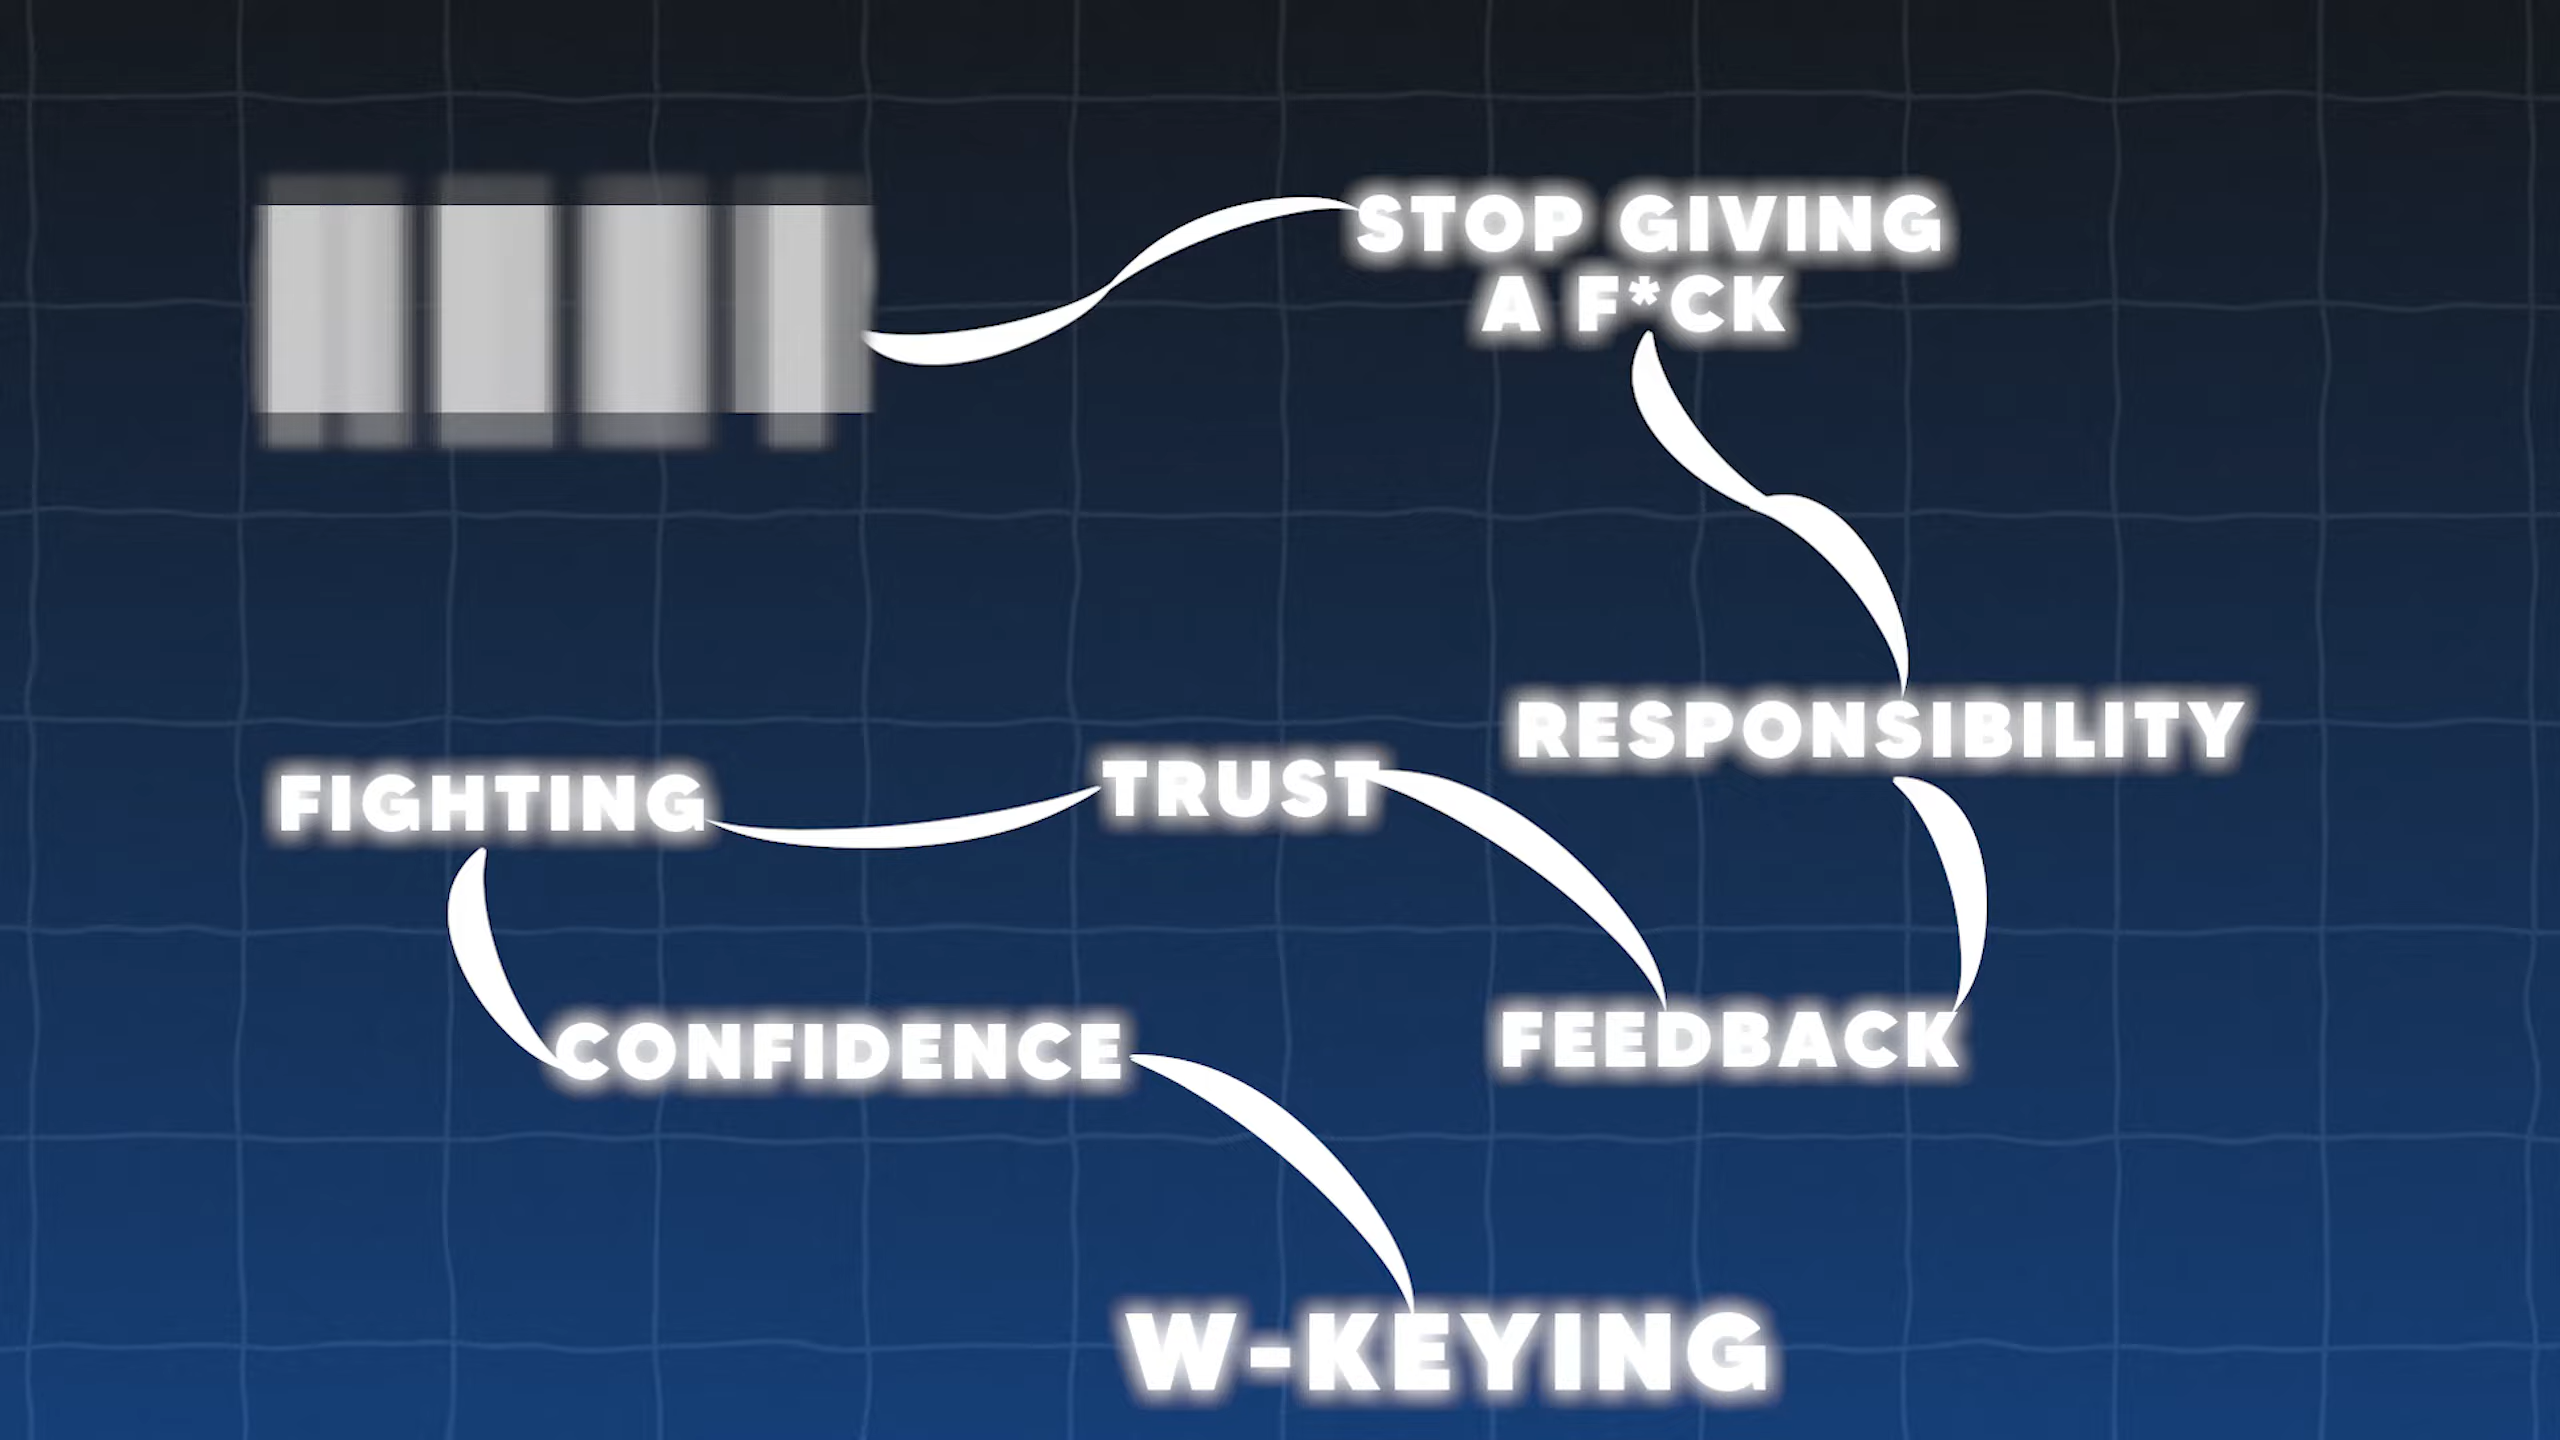 STOP GIVING
A F*CK
RESPONSIBILITY
FIGHTING
TRUST
FEEDBACK
CONFIDENCE
W-KEYING